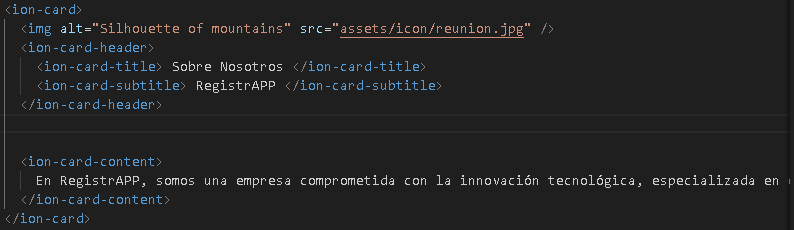 <ion-card>
<img alt="Silhouette of mountains" src="assets/icon/reunion.jpg" />
<ion-card-header>
<ion-card-title> Sobre Nosotros </ion-card-title>
<ion-card-subtitle> RegistrAPP </ion-card-subtitle>
</ion-card-header>
<ion-card-content>
En RegistrAPP, somos una empresa comprometida con la innovación tecnológica, especializada en
</ion-card-content>
</ion-card>